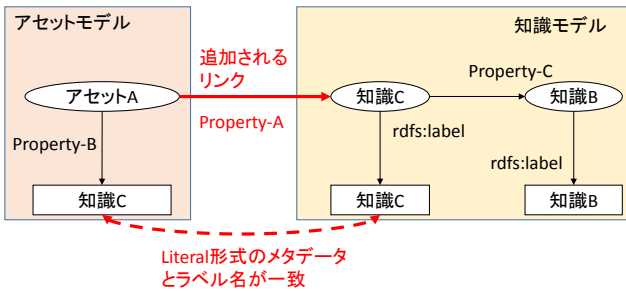 アセットモデル
知識モデル
追加される
リンク
アセットA
Property-A
知識C
Property-C
知識B
Property-B
rdfs:label
rdfs:label
知識C
知識C
知識B
Literal形式のメタデータ
とラベル名が一致